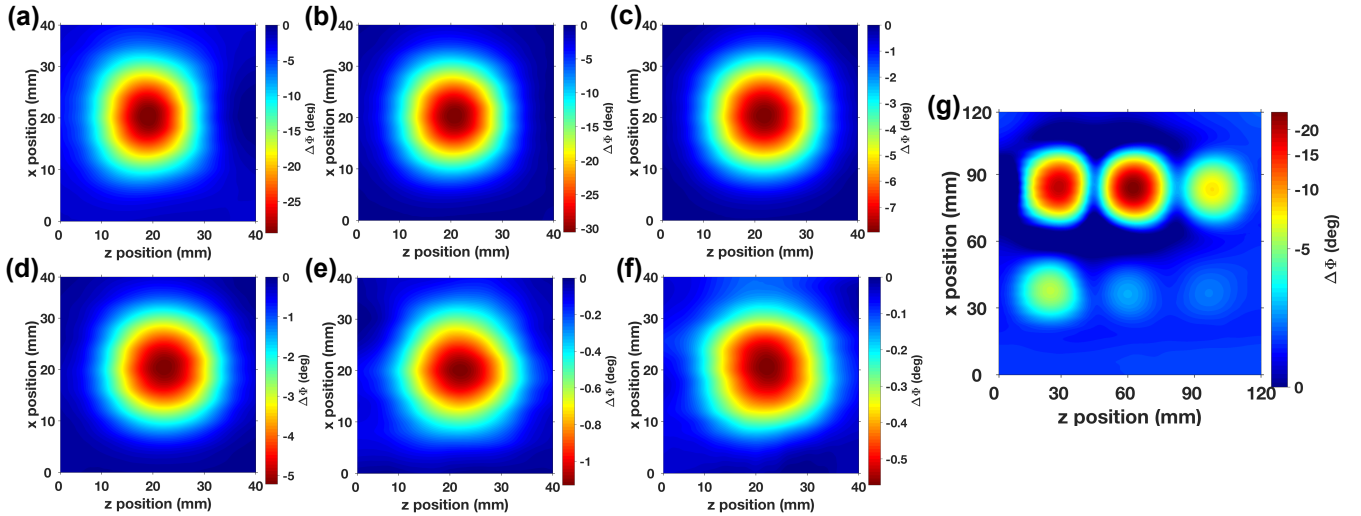 (a)
x position (mm)
40
30
20
10
0
0 10 20 30 40
z position (mm)
0
-5
-10
-15
-20
-25
ΔΦ (deg)
(b)
x position (mm)
40
30
20
10
0
0 10 20 30 40
z position (mm)
0
-5
-10
-15
-20
-25
-30
ΔΦ (deg)
(c)
x position (mm)
40
30
20
10
0
0 10 20 30 40
z position (mm)
0
-1
-2
-3
-4
-5
-6
-7
ΔΦ (deg)
(d)
x position (mm)
40
30
20
10
0
0 10 20 30 40
z position (mm)
0
-1
-2
-3
-4
-5
ΔΦ (deg)
(e)
x position (mm)
40
30
20
10
0
0 10 20 30 40
z position (mm)
0
-0.2
-0.4
-0.6
-0.8
-1
ΔΦ (deg)
(f)
x position (mm)
40
30
20
10
0
0 10 20 30 40
z position (mm)
0
-0.1
-0.2
-0.3
-0.4
-0.5
ΔΦ (deg)
(g)
x position (mm)
120
90
60
30
0
0 30 60 90 120
z position (mm)
-20
-15
-10
-5
0
ΔΦ (deg)